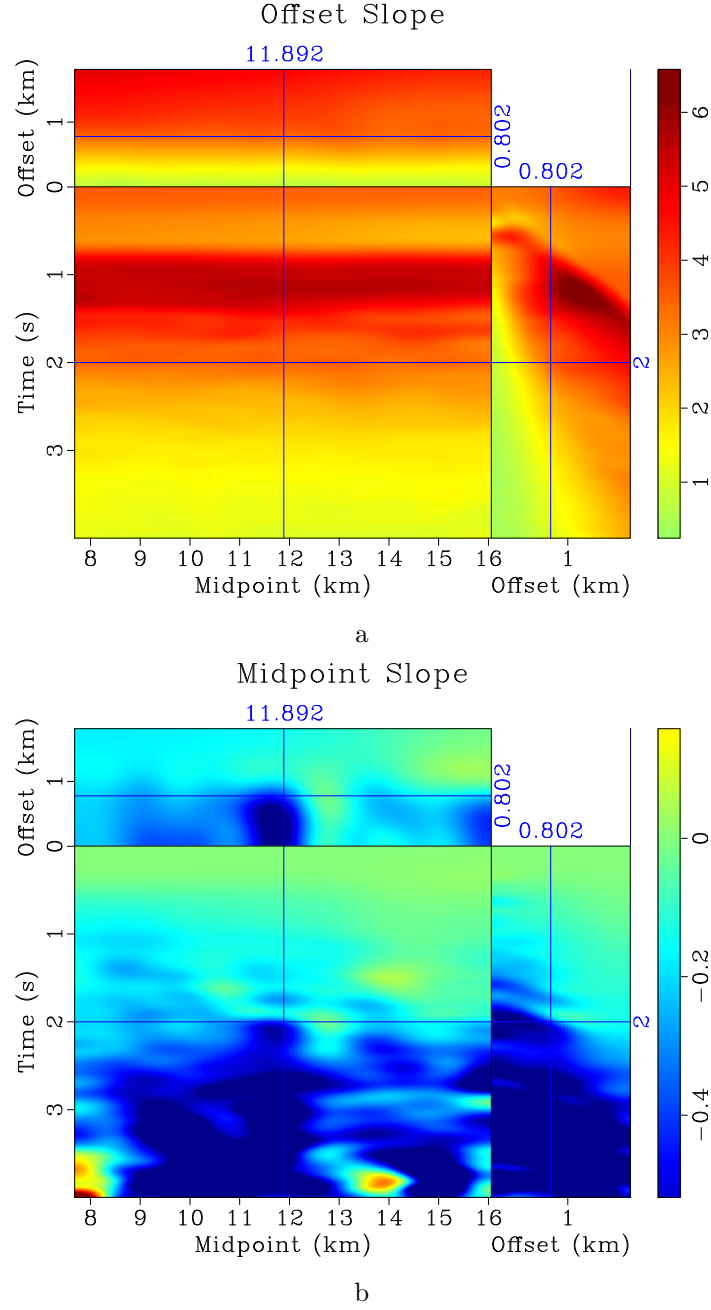 Offset Slope
11.892
Offset (km)
0 1
0.802
0.802
Time (s)
1 2 3
2
8 9 10 11 12 13 14 15 16
Midpoint (km)
1
Offset (km)
1 2 3 4 5 6
a
Midpoint Slope
11.892
Offset (km)
0 1
0.802
0.802
Time (s)
1 2 3
2
8 9 10 11 12 13 14 15 16
Midpoint (km)
1
Offset (km)
−0.4 −0.2 0
b